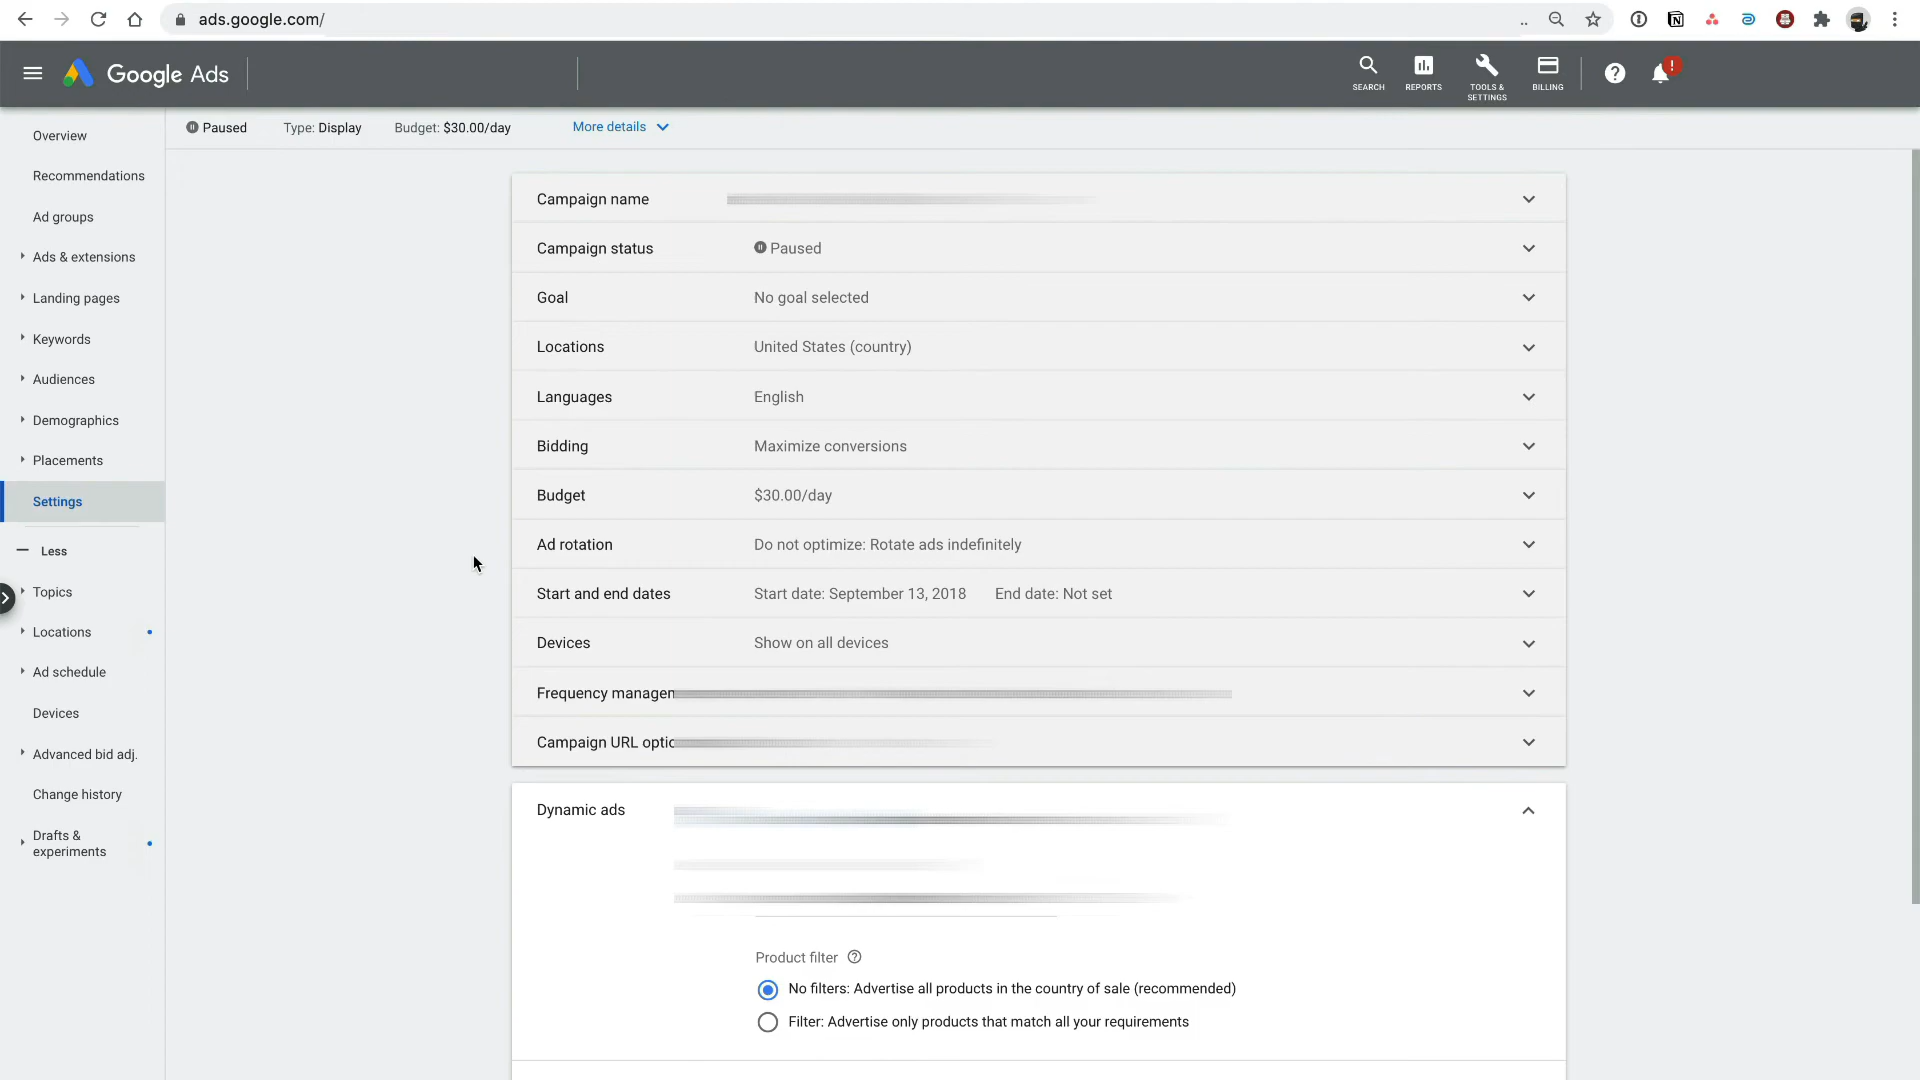 ads.google.com/
Google Ads
SEARCH
REPORTS
TOOLS &
SETTINGS
BILLING
Paused
Type: Display
Budget: $30.00/day
More details
Overview
Recommendations
Ad groups
Ads & extensions
Landing pages
Keywords
Audiences
Demographics
Placements
Settings
Less
Topics
Locations
Ad schedule
Devices
Advanced bid adj.
Change history
Drafts &
experiments
Campaign name
Campaign status Paused
Goal No goal selected
Locations United States (country)
Languages English
Bidding Maximize conversions
Budget $30.00/day
Ad rotation Do not optimize: Rotate ads indefinitely
Start and end dates Start date: September 13, 2018 End date: Not set
Devices Show on all devices
Frequency managen
Campaign URL optic
Dynamic ads
Product filter
No filters: Advertise all products in the country of sale (recommended)
Filter: Advertise only products that match all your requirements